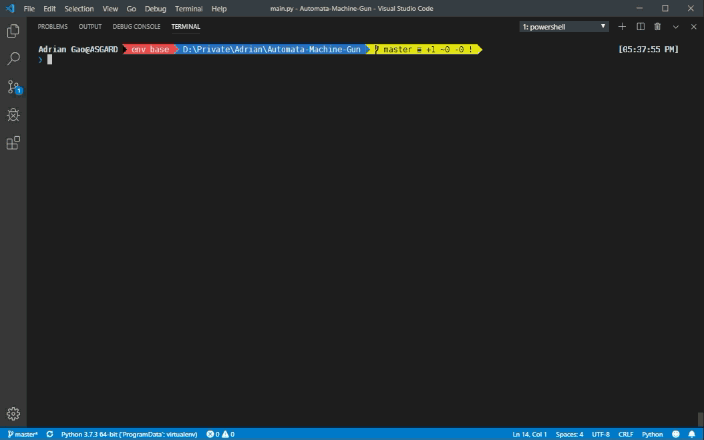 File Edit Selection View Go Debug Terminal Help main.py - Automata-Machine-Gun - Visual Studio Code
PROBLEMS OUTPUT DEBUG CONSOLE TERMINAL 1: powershell
Adrian Gao@ASGARD env base D:\Private\Adrian\Automata-Machine-Gun master ≡ +1 ~0 -0 ! [05:37:55 PM]
❯
1
master* Python 3.7.3 64-bit ('ProgramData': virtualenv) 0 0 Ln 14, Col 1 Spaces: 4 UTF-8 CRLF Python